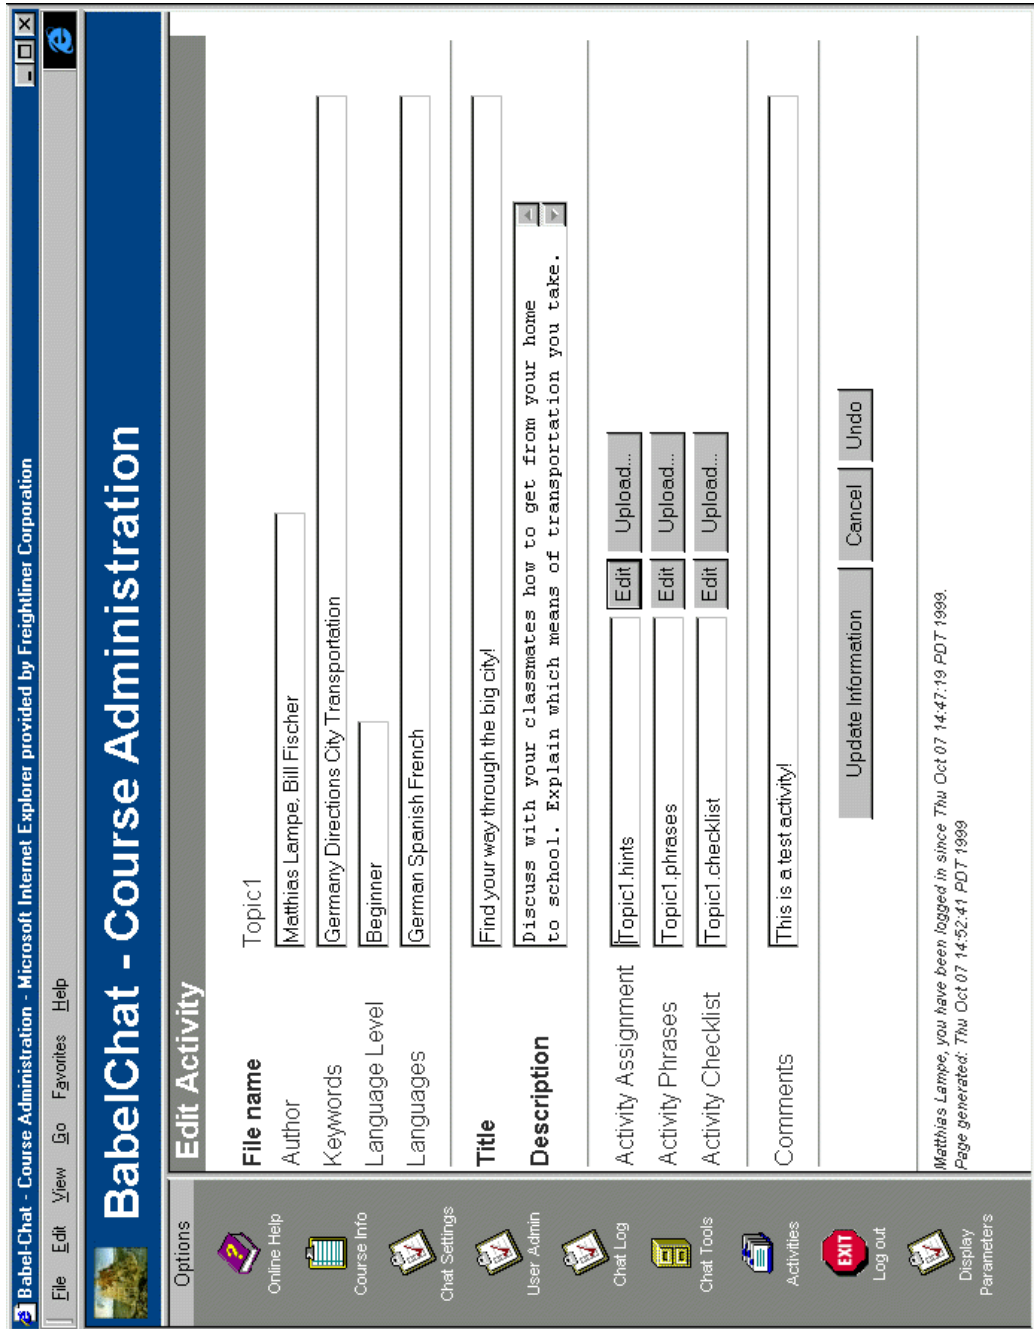 Babel-Chat - Course Administration - Microsoft Internet Explorer provided by Freightliner Corporation
File Edit View Go Favorites Help
BabelChat - Course Administration
Options
Online Help
Course Info
Chat Settings
User Admin
Chat Log
Chat Tools
Activities
EXIT
Log out
Display
Parameters
Edit Activity
File name Topic1
Author Matthias Lampe, Bill Fischer
Keywords Germany Directions City Transportation
Language Level Beginner
Languages German Spanish French
Title Find your way through the big city!
Description Discuss with your classmates how to get from your home
to school. Explain which means of transportation you take.
Activity Assignment Topic1.hints Edit Upload...
Activity Phrases Topic1.phrases Edit Upload...
Activity Checklist Topic1.checklist Edit Upload...
Comments This is a test activity!
Update Information Cancel Undo
Matthias Lampe, you have been logged in since Thu Oct 07 14:47:19 PDT 1999.
Page generated: Thu Oct 07 14:52:41 PDT 1999